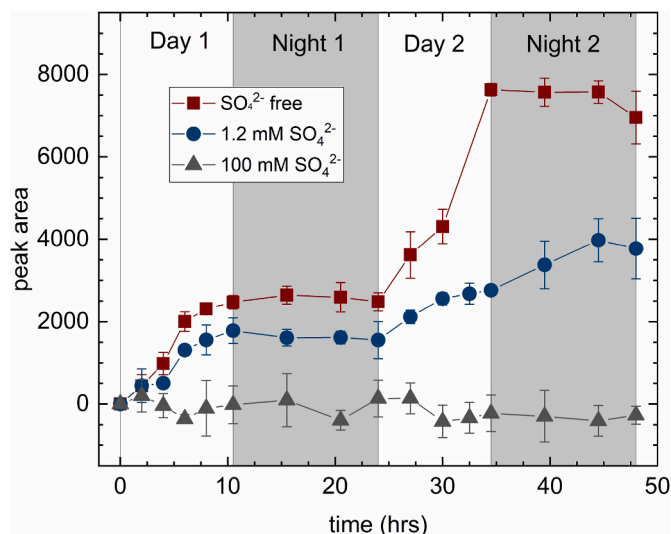 Day 1 Night 1 Day 2 Night 2
8000
6000
4000
2000
0
peak area
SO₄²⁻ free
1.2 mM SO₄²⁻
100 mM SO₄²⁻
0 10 20 30 40 50
time (hrs)